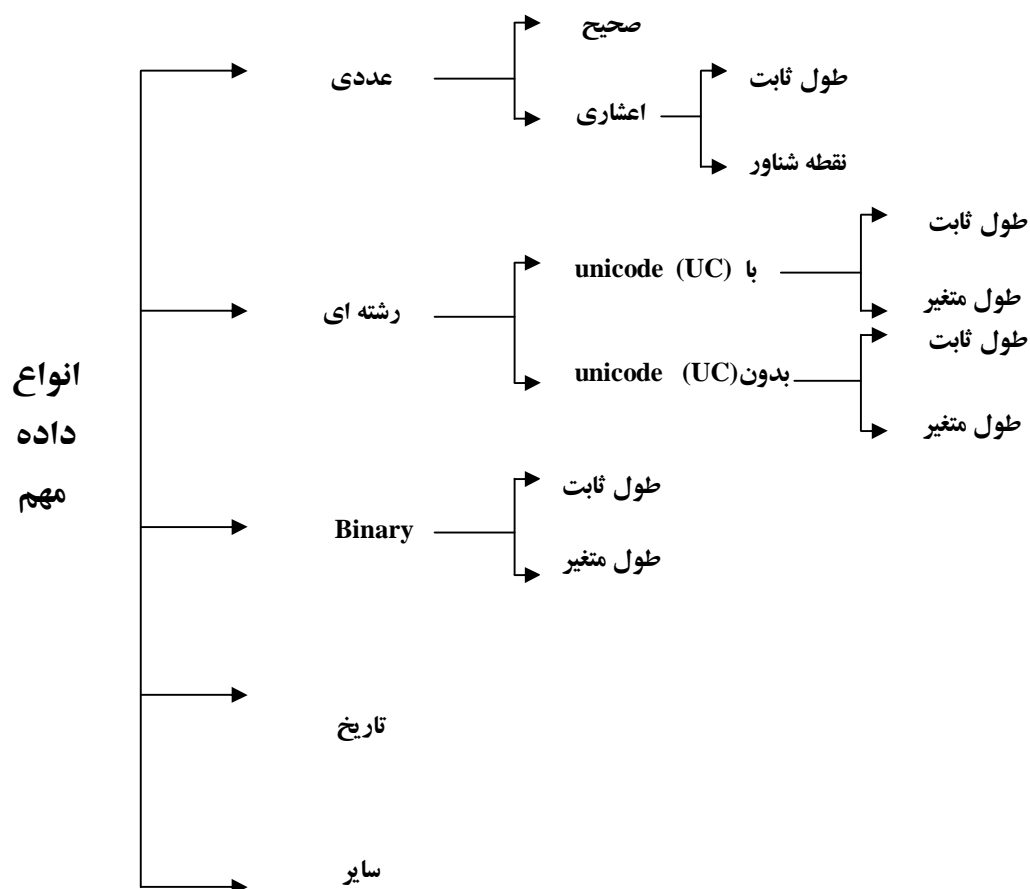 انواع
داده
مهم
عددی
صحیح
اعشاری
طول ثابت
نقطه شناور
رشته ای
با unicode (UC)
طول ثابت
طول متغیر
بدون unicode (UC)
طول ثابت
طول متغیر
Binary
طول ثابت
طول متغیر
تاریخ
سایر